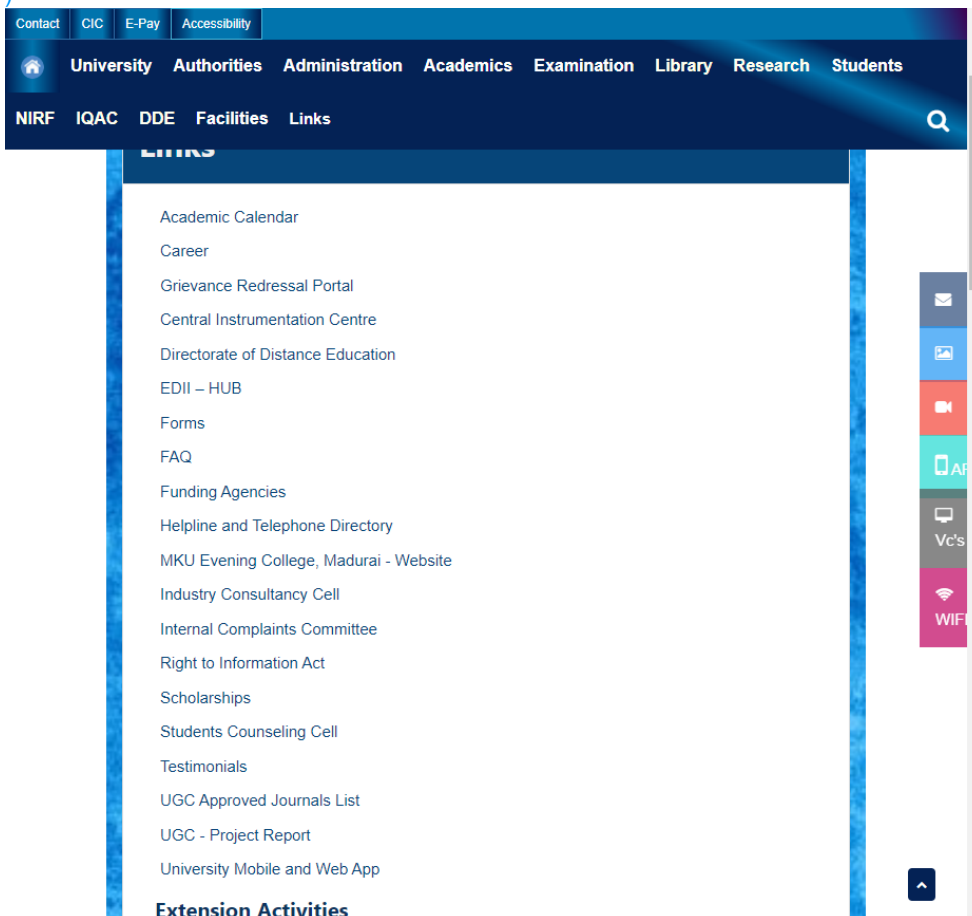 Contact CIC E-Pay Accessibility
University Authorities Administration Academics Examination Library Research Students
NIRF IQAC DDE Facilities Links
Links
Academic Calendar
Career
Grievance Redressal Portal
Central Instrumentation Centre
Directorate of Distance Education
EDII – HUB
Forms
FAQ
Funding Agencies
Helpline and Telephone Directory
MKU Evening College, Madurai - Website
Industry Consultancy Cell
Internal Complaints Committee
Right to Information Act
Scholarships
Students Counseling Cell
Testimonials
UGC Approved Journals List
UGC - Project Report
University Mobile and Web App
Extension Activities
Vc's